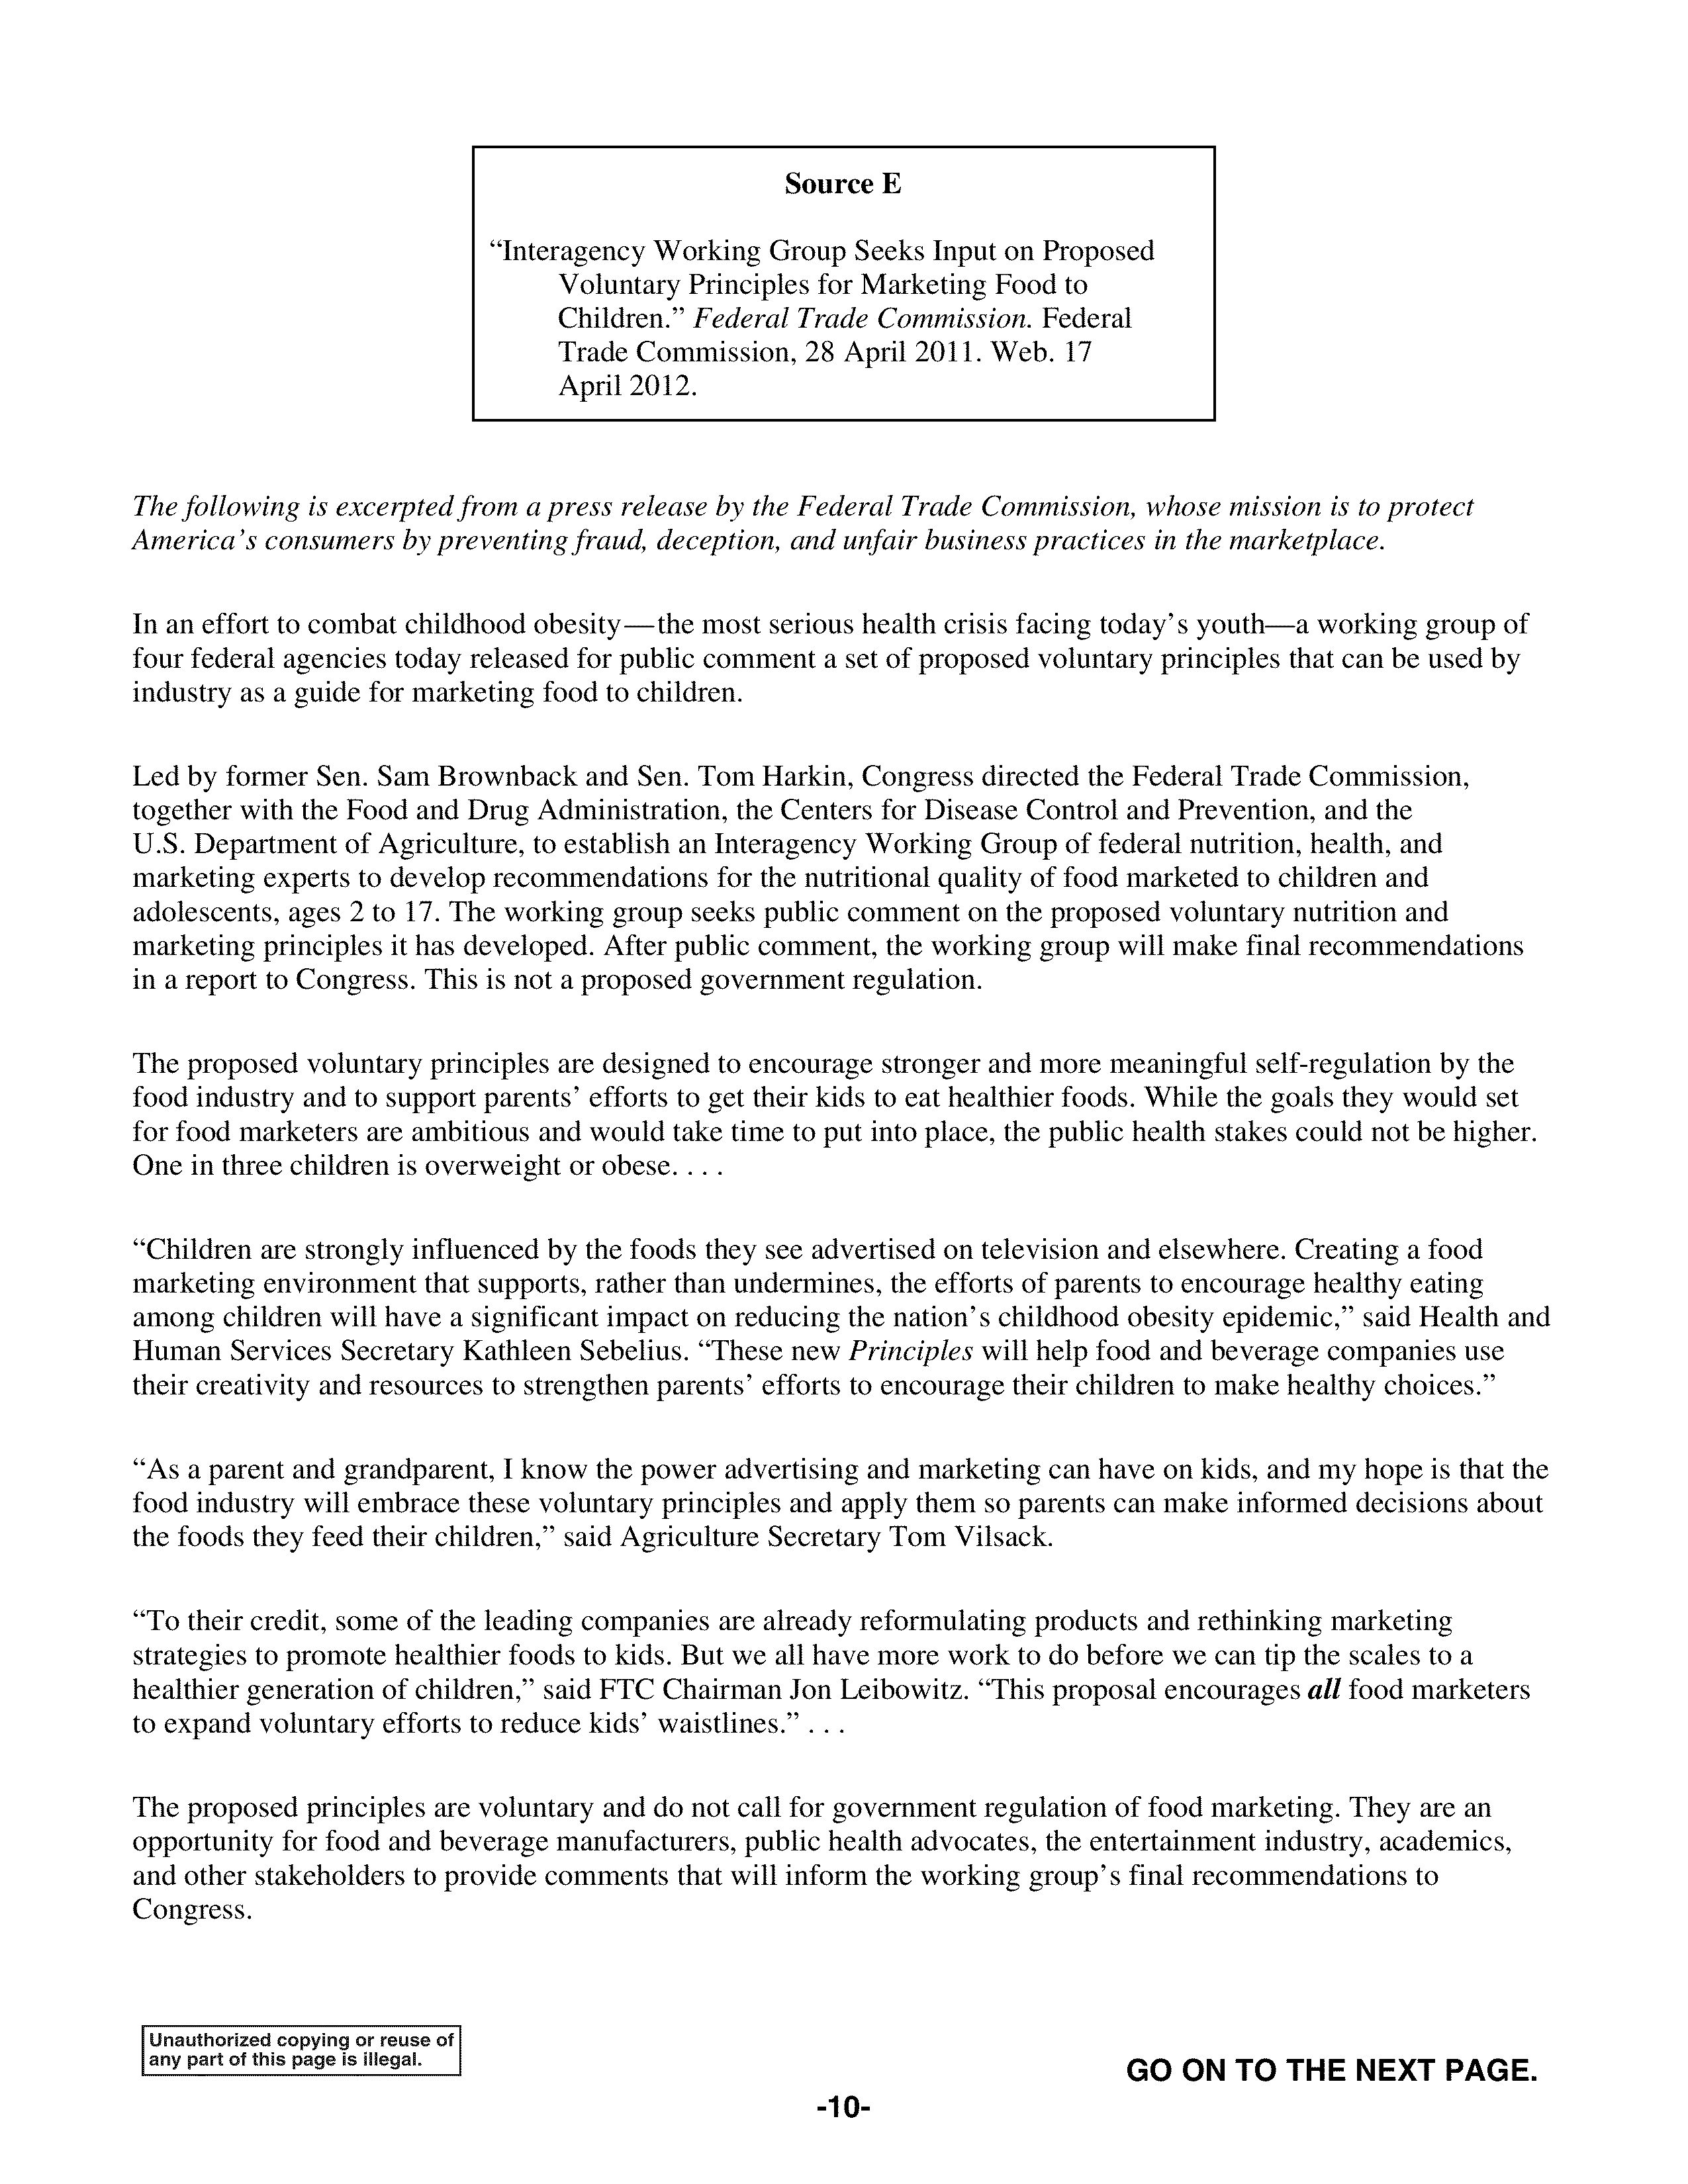 Source E
“Interagency Working Group Seeks Input on Proposed
Voluntary Principles for Marketing Food to
Children.” Federal Trade Commission. Federal
Trade Commission, 28 April 2011. Web. 17
April 2012.
The following is excerpted from a press release by the Federal Trade Commission, whose mission is to protect
America’s consumers by preventing fraud, deception, and unfair business practices in the marketplace.
In an effort to combat childhood obesity—the most serious health crisis facing today’s youth—a working group of
four federal agencies today released for public comment a set of proposed voluntary principles that can be used by
industry as a guide for marketing food to children.
Led by former Sen. Sam Brownback and Sen. Tom Harkin, Congress directed the Federal Trade Commission,
together with the Food and Drug Administration, the Centers for Disease Control and Prevention, and the
U.S. Department of Agriculture, to establish an Interagency Working Group of federal nutrition, health, and
marketing experts to develop recommendations for the nutritional quality of food marketed to children and
adolescents, ages 2 to 17. The working group seeks public comment on the proposed voluntary nutrition and
marketing principles it has developed. After public comment, the working group will make final recommendations
in a report to Congress. This is not a proposed government regulation.
The proposed voluntary principles are designed to encourage stronger and more meaningful self-regulation by the
food industry and to support parents’ efforts to get their kids to eat healthier foods. While the goals they would set
for food marketers are ambitious and would take time to put into place, the public health stakes could not be higher.
One in three children is overweight or obese. . . .
“Children are strongly influenced by the foods they see advertised on television and elsewhere. Creating a food
marketing environment that supports, rather than undermines, the efforts of parents to encourage healthy eating
among children will have a significant impact on reducing the nation’s childhood obesity epidemic,” said Health and
Human Services Secretary Kathleen Sebelius. “These new Principles will help food and beverage companies use
their creativity and resources to strengthen parents’ efforts to encourage their children to make healthy choices.”
“As a parent and grandparent, I know the power advertising and marketing can have on kids, and my hope is that the
food industry will embrace these voluntary principles and apply them so parents can make informed decisions about
the foods they feed their children,” said Agriculture Secretary Tom Vilsack.
“To their credit, some of the leading companies are already reformulating products and rethinking marketing
strategies to promote healthier foods to kids. But we all have more work to do before we can tip the scales to a
healthier generation of children,” said FTC Chairman Jon Leibowitz. “This proposal encourages all food marketers
to expand voluntary efforts to reduce kids’ waistlines.” . . .
The proposed principles are voluntary and do not call for government regulation of food marketing. They are an
opportunity for food and beverage manufacturers, public health advocates, the entertainment industry, academics,
and other stakeholders to provide comments that will inform the working group’s final recommendations to
Congress.
Unauthorized copying or reuse of
any part of this page is illegal.
GO ON TO THE NEXT PAGE.
-10-